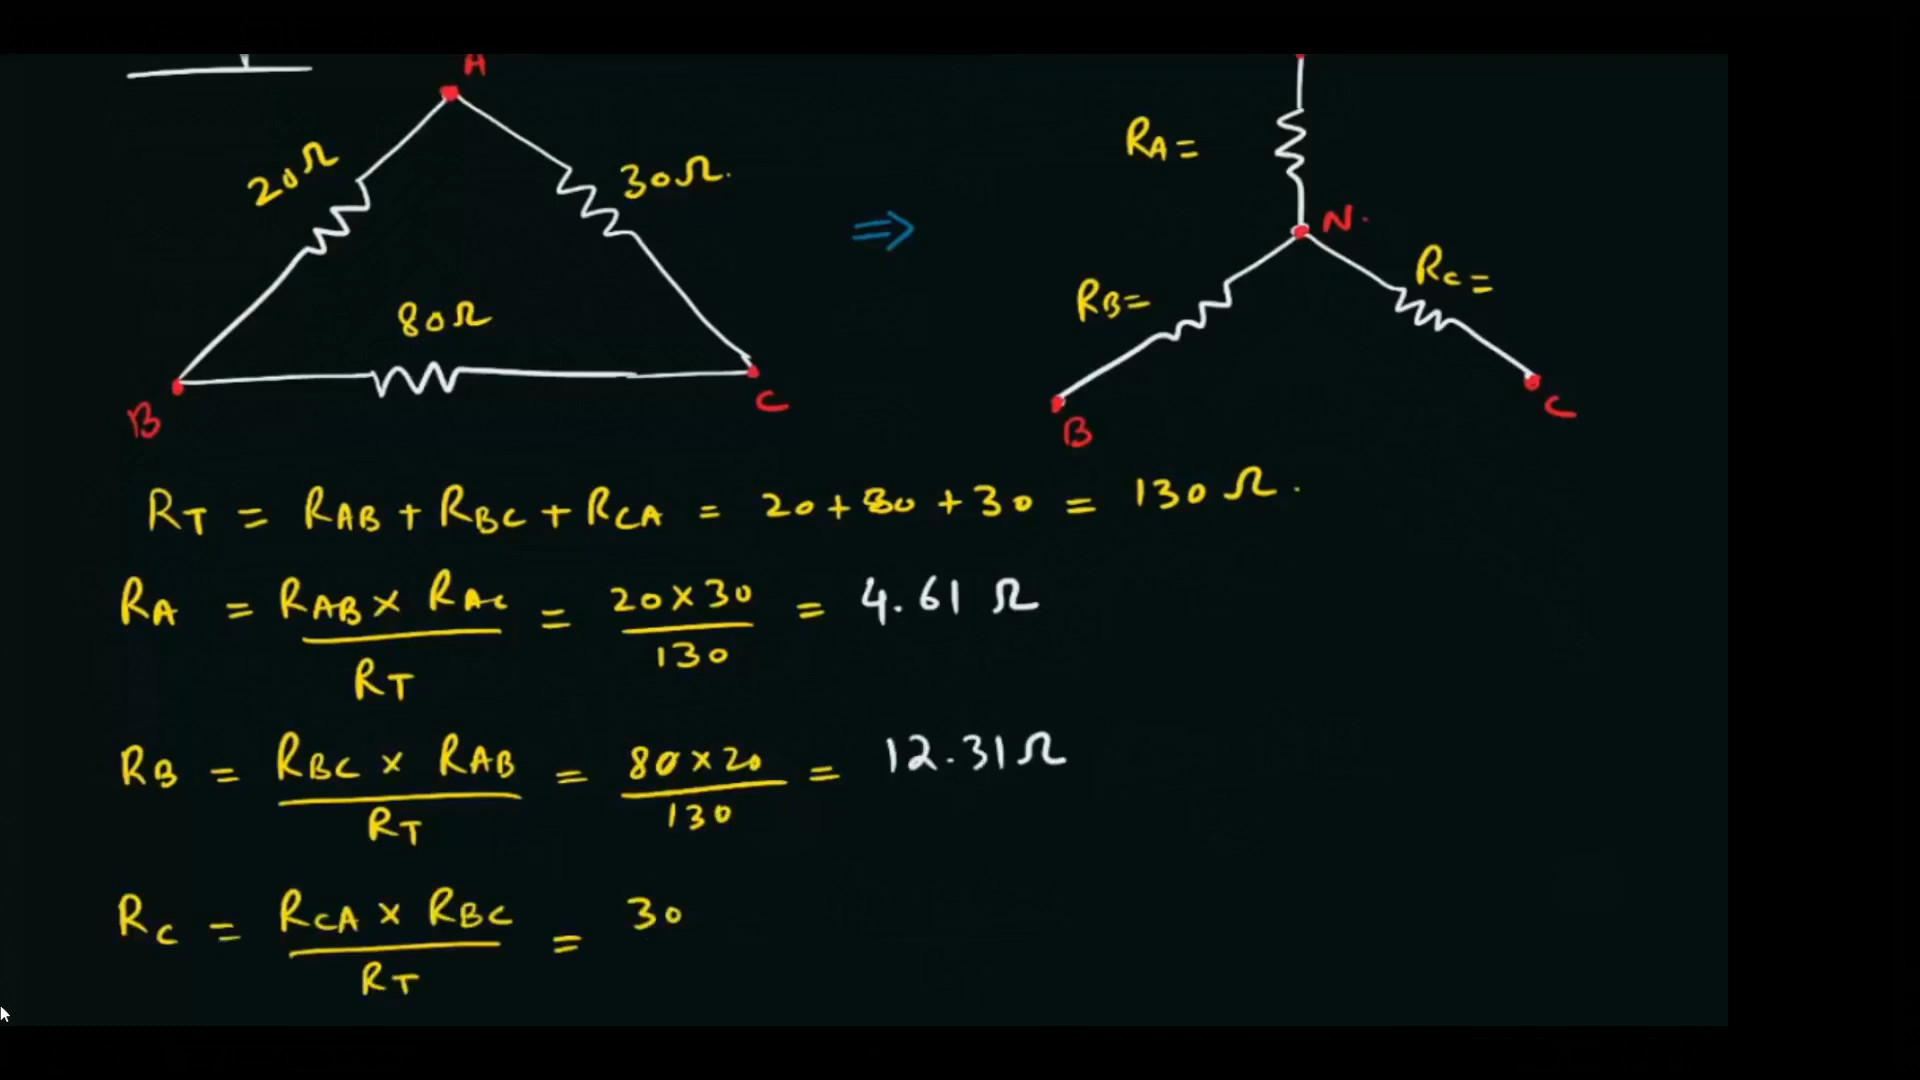 A
20Ω
30Ω.
80Ω
B
C
⇒
RA =
N.
RB =
RC =
B
C
RT = RAB + RBC + RCA = 20 + 80 + 30 = 130 Ω.
RA = RAB × RAC / RT = 20 × 30 / 130 = 4.61 Ω
RB = RBC × RAB / RT = 80 × 20 / 130 = 12.31 Ω
RC = RCA × RBC / RT = 30